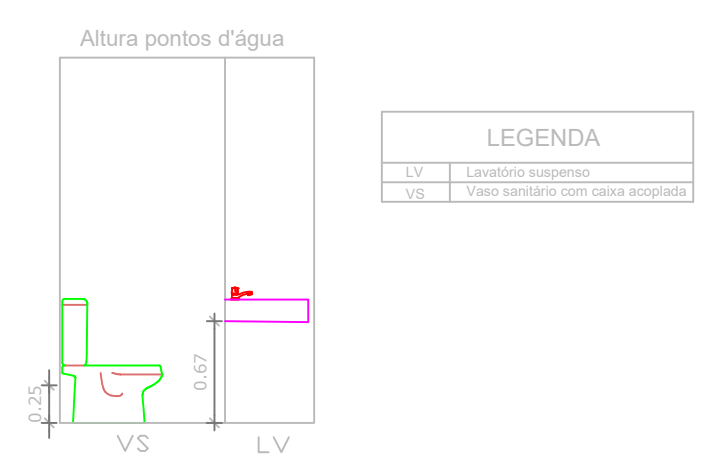 Altura pontos d'água
LEGENDA
LV Lavatório suspenso
VS Vaso sanitário com caixa acoplada
0.25
0.67
VS
LV